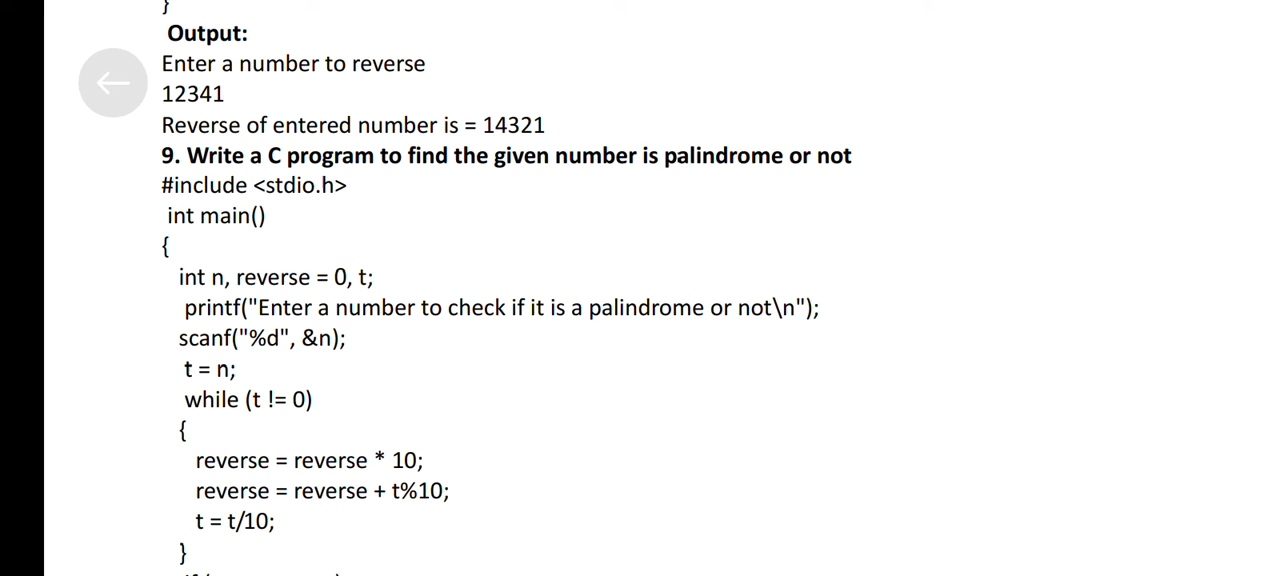 }
Output:
Enter a number to reverse
12341
Reverse of entered number is = 14321
9. Write a C program to find the given number is palindrome or not
#include <stdio.h>
int main()
{
int n, reverse = 0, t;
printf("Enter a number to check if it is a palindrome or not\n");
scanf("%d", &n);
t = n;
while (t != 0)
{
reverse = reverse * 10;
reverse = reverse + t%10;
t = t/10;
}